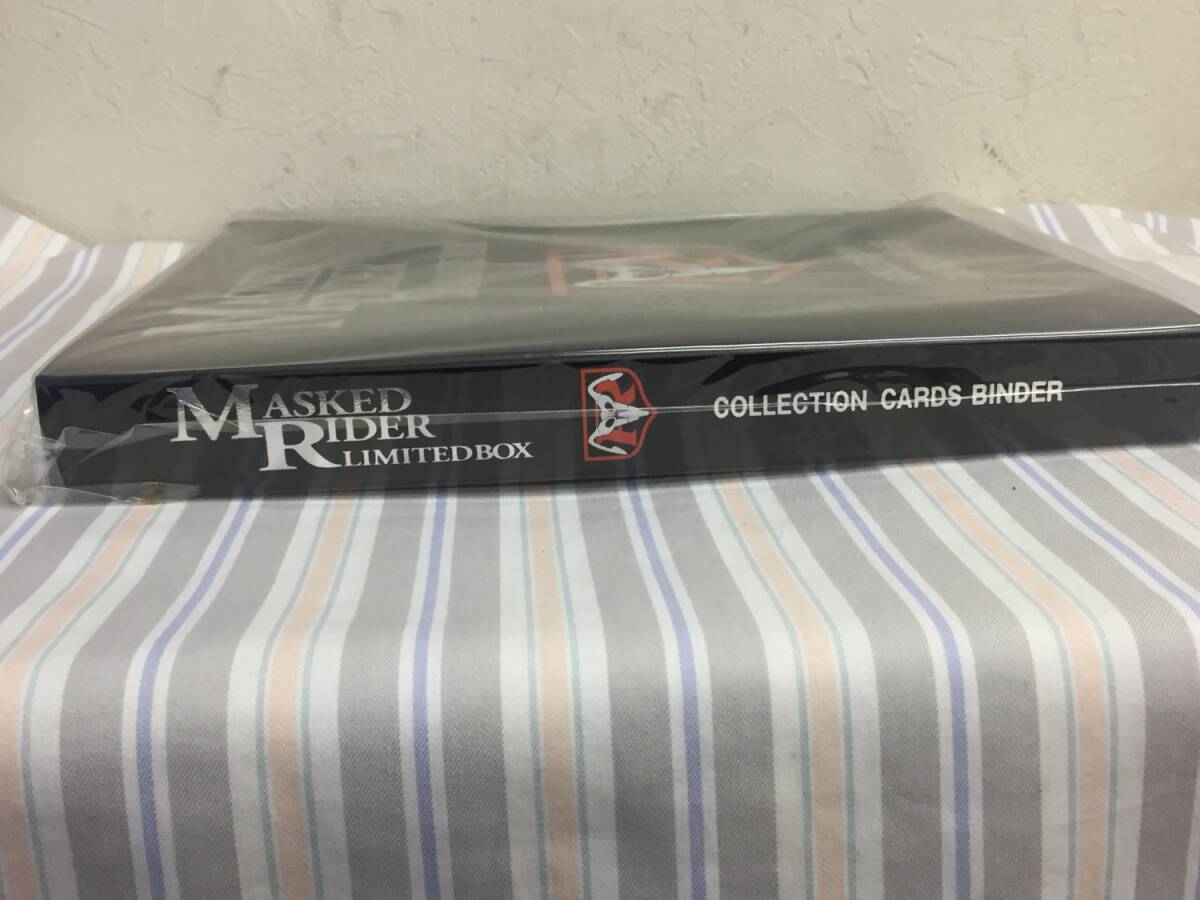 MASKED
RIDER
LIMITED BOX
COLLECTION CARDS BINDER